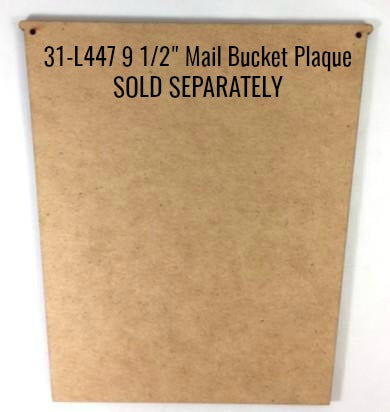 31-L447 9 1/2" Mail Bucket Plaque
SOLD SEPARATELY